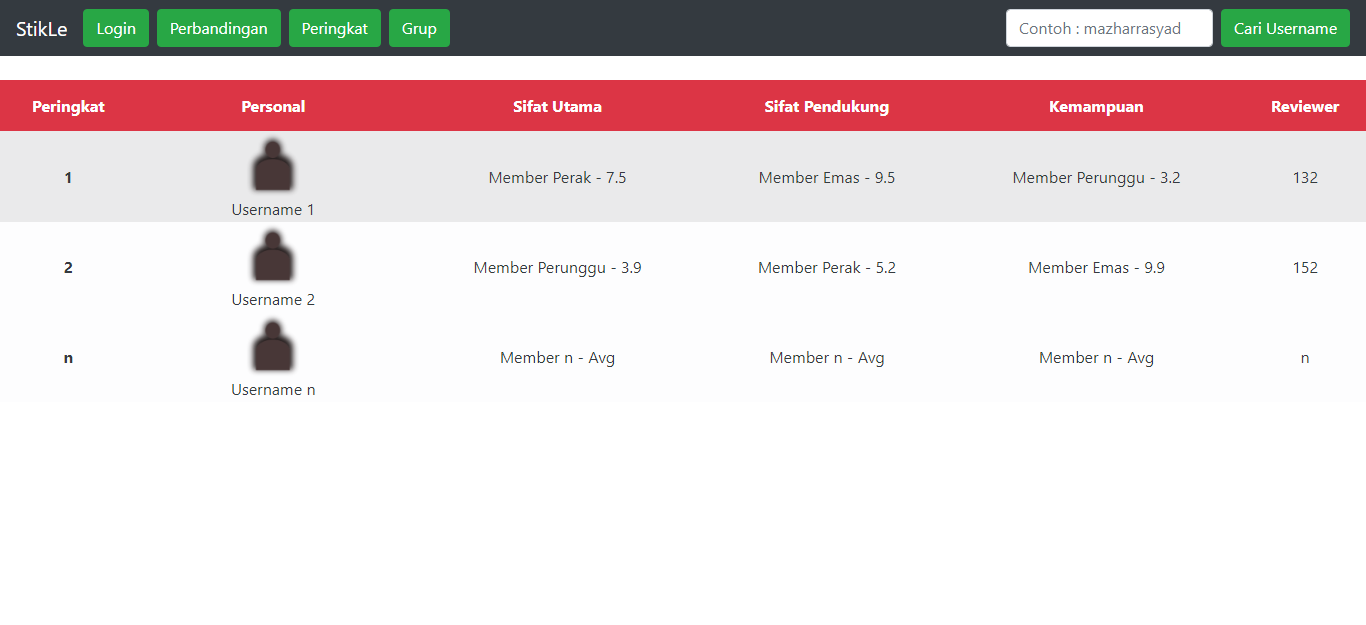 StikLe Login Perbandingan Peringkat Grup Contoh : mazharrasyad Cari Username
Peringkat Personal Sifat Utama Sifat Pendukung Kemampuan Reviewer
1 Member Perak - 7.5 Member Emas - 9.5 Member Perunggu - 3.2 132
Username 1
2 Member Perunggu - 3.9 Member Perak - 5.2 Member Emas - 9.9 152
Username 2
n Member n - Avg Member n - Avg Member n - Avg n
Username n